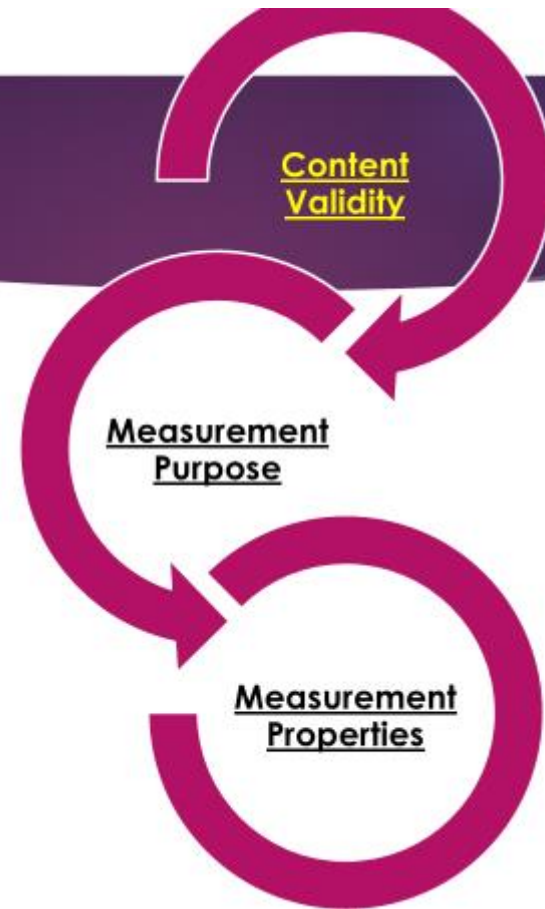 Content
Validity
Measurement
Purpose
Measurement
Properties